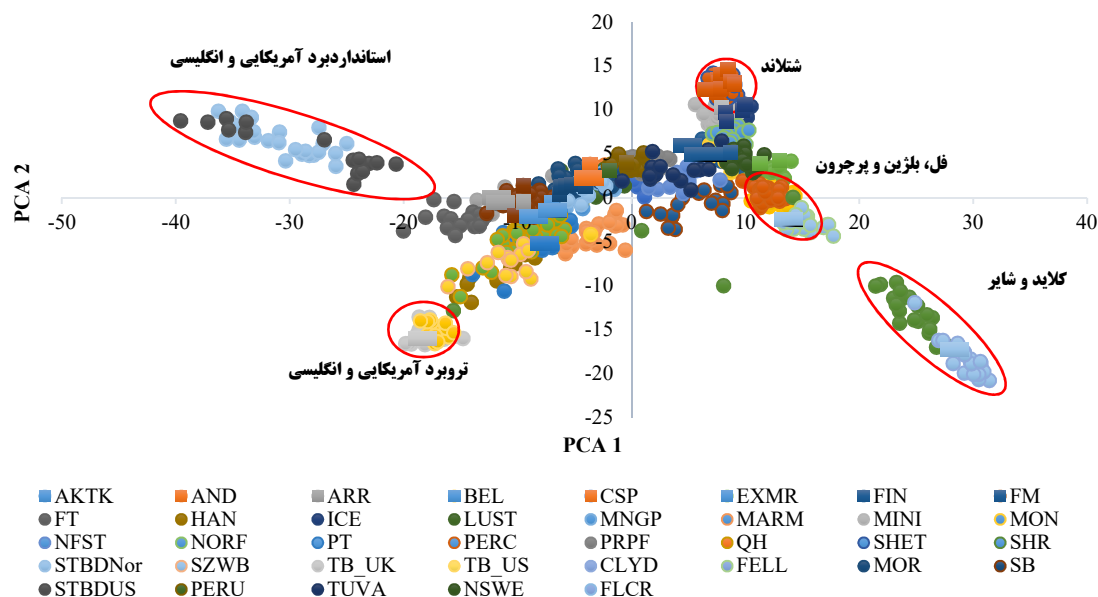 20
15
10
5
0
-5
-10
-15
-20
-25
-50 -40 -30 -20 -10 0 10 20 30 40
PCA 2
PCA 1
استانداردبرد آمریکایی و انگلیسی
شتلاند
فل، بلژین و پرچرون
کلاید و شایر
تروبرد آمریکایی و انگلیسی
AKTK AND ARR BEL CSP EXMR FIN FM
FT HAN ICE LUST MNGP MARM MINI MON
NFST NORF PT PERC PRPF QH SHET SHR
STBDNor SZWB TB_UK TB_US CLYD FELL MOR SB
STBDUS PERU TUVA NSWE FLCR